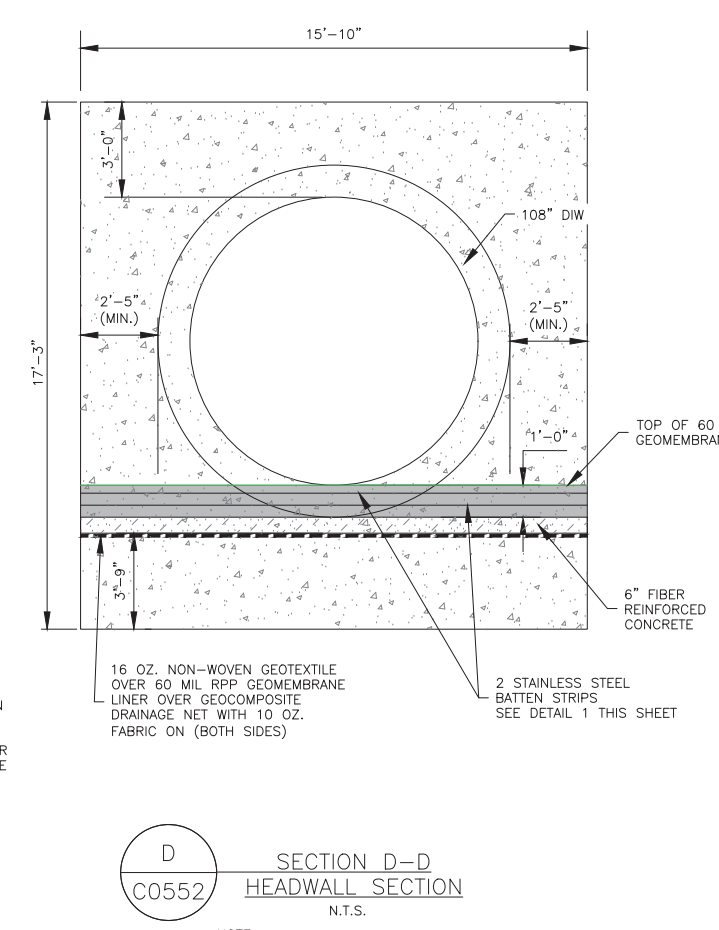 15'-10"
3'-0"
108" DIW
2'-5"
(MIN.)
2'-5"
(MIN.)
17'-3"
1'-0"
TOP OF 60
3'-9"
6" FIBER
REINFORCED
CONCRETE
16 OZ. NON-WOVEN GEOTEXTILE
OVER 60 MIL RPP GEOMEMBRANE
LINER OVER GEOCOMPOSITE
DRAINAGE NET WITH 10 OZ.
FABRIC ON (BOTH SIDES)
2 STAINLESS STEEL
BATTEN STRIPS
SEE DETAIL 1 THIS SHEET
D
C0552
SECTION D-D
HEADWALL SECTION
N.T.S.